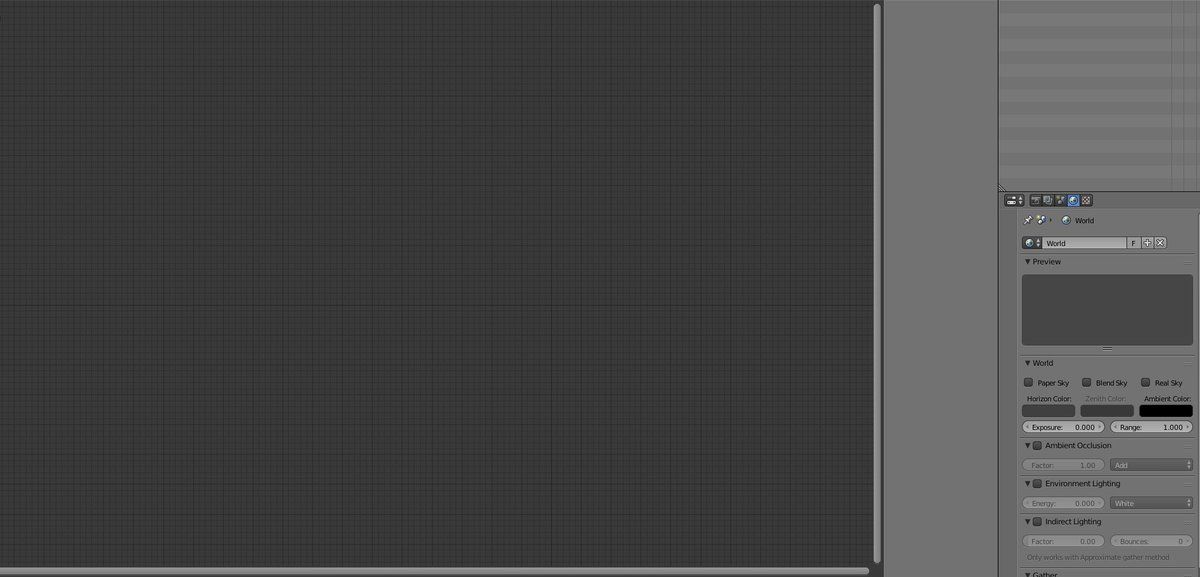 World
World F
Preview
World
Paper Sky Blend Sky Real Sky
Horizon Color: Zenith Color: Ambient Color:
Exposure: 0.000 Range: 1.000
Ambient Occlusion
Factor: 1.00 Add
Environment Lighting
Energy: 0.000 White
Indirect Lighting
Factor: 0.00 Bounces: 0
Only works with Approximate gather method
Gather